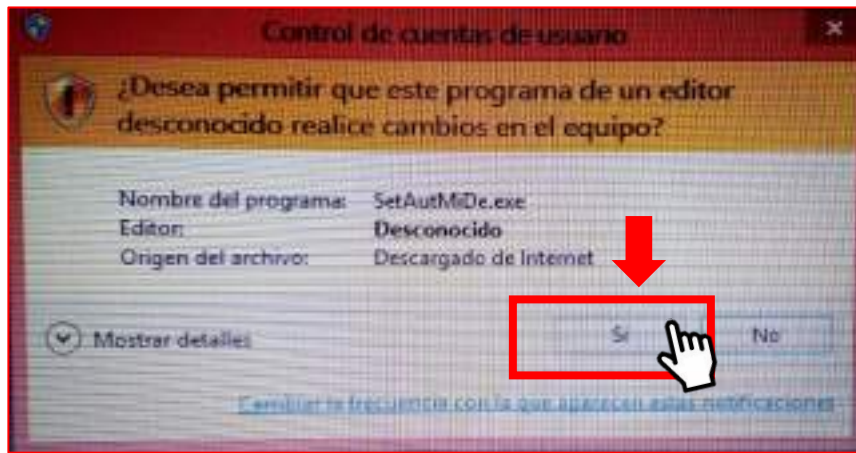 Control de cuentas de usuario
¿Desea permitir que este programa de un editor
desconocido realice cambios en el equipo?
Nombre del programa: SetAutMiDe.exe
Editor: Desconocido
Origen del archivo: Descargado de Internet
Mostrar detalles
Sí No
Cambiar la frecuencia con la que aparecen estas notificaciones